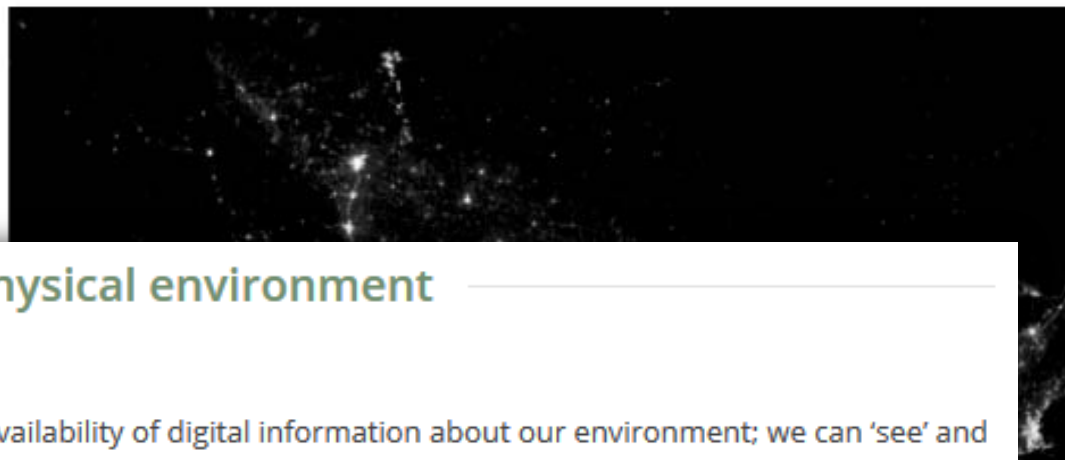 hysical environment
vailability of digital information about our environment; we can ‘see’ and